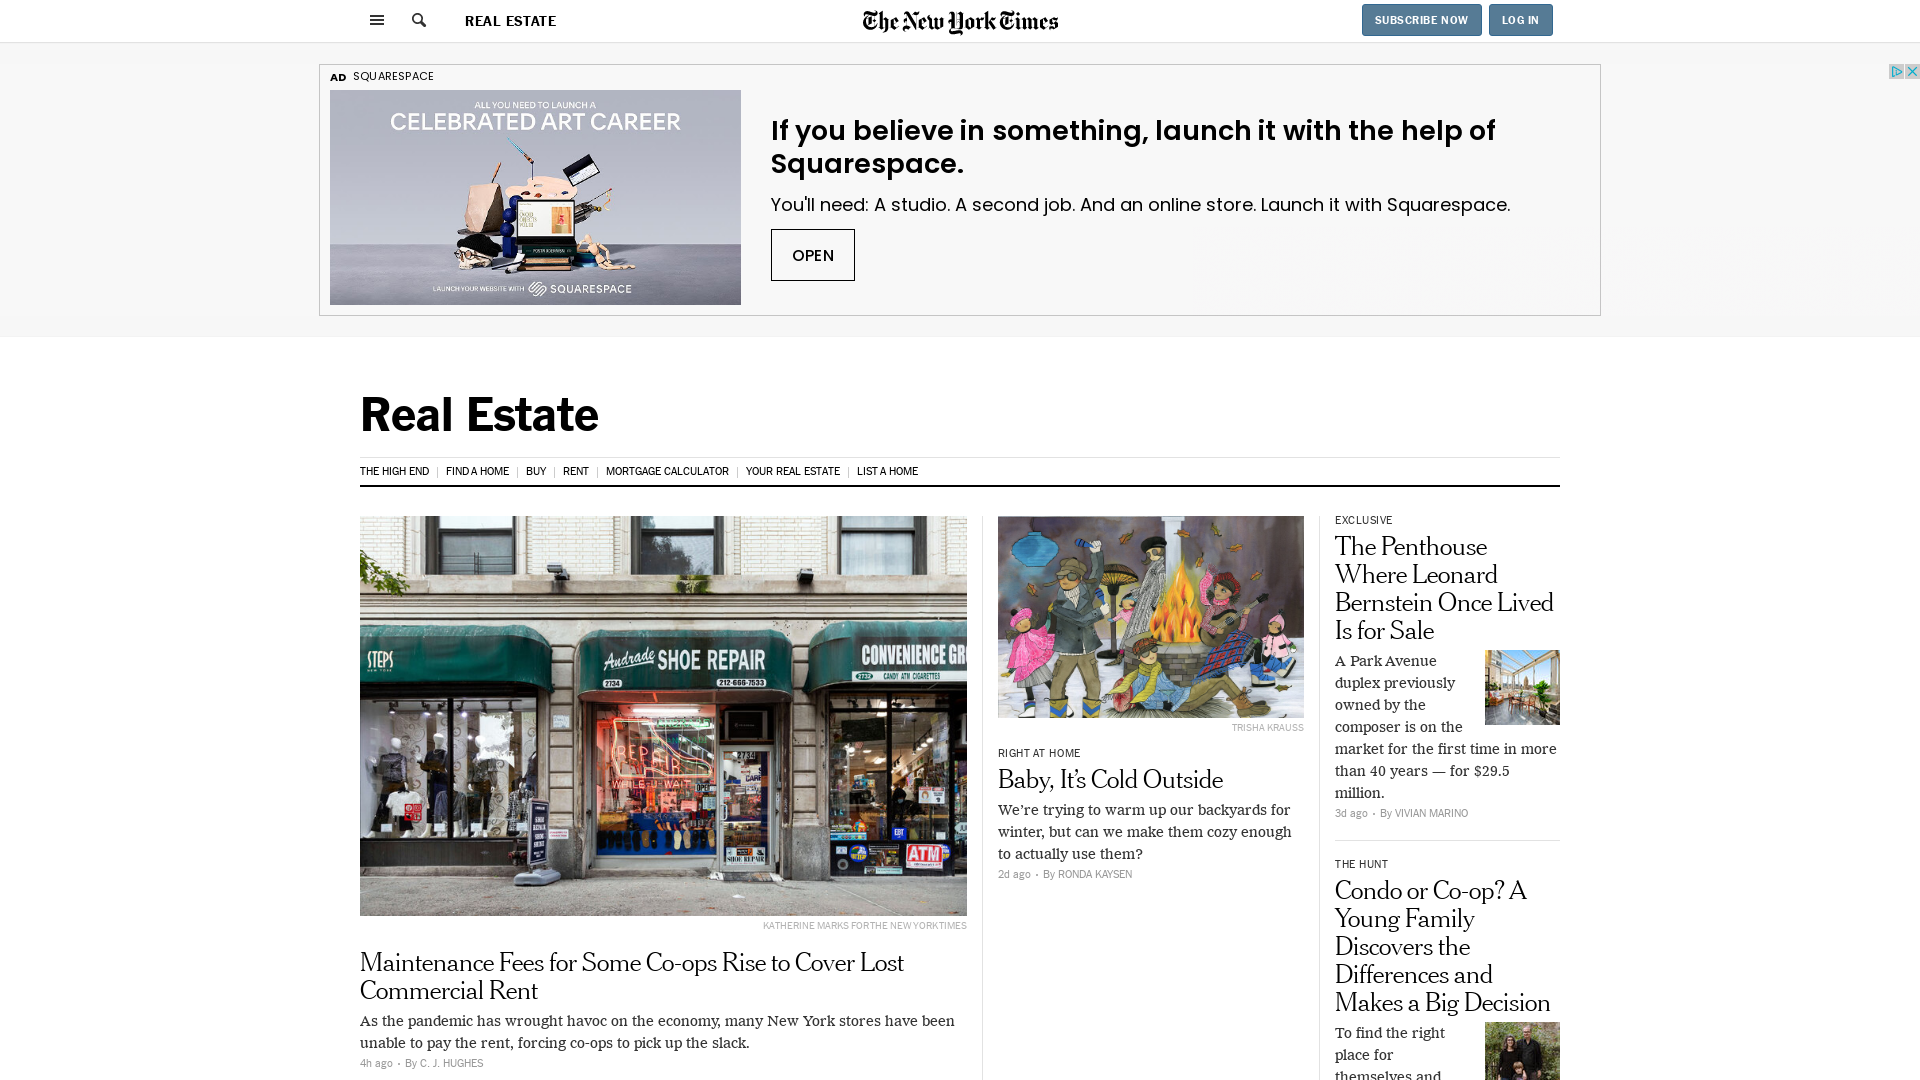 REAL ESTATE
The New York Times
SUBSCRIBE NOW
LOG IN
AD SQUARESPACE
ALL YOU NEED TO LAUNCH A
CELEBRATED ART CAREER
LAUNCH YOUR WEBSITE WITH SQUARESPACE
If you believe in something, launch it with the help of
Squarespace.
You'll need: A studio. A second job. And an online store. Launch it with Squarespace.
OPEN
Real Estate
THE HIGH END
FIND A HOME
BUY
RENT
MORTGAGE CALCULATOR
YOUR REAL ESTATE
LIST A HOME
STEPS
NEW YORK
Andrade SHOE REPAIR
2734 212-666-7533
CONVENIENCE GR
2732 CANDY ATN CIGARETTES
REPAIR
WHILE-U-WAIT
2734
OPEN
SHOE REPAIR
EBT
ATM
KATHERINE MARKS FOR THE NEW YORK TIMES
Maintenance Fees for Some Co-ops Rise to Cover Lost
Commercial Rent
As the pandemic has wrought havoc on the economy, many New York stores have been
unable to pay the rent, forcing co-ops to pick up the slack.
4h ago • By C. J. HUGHES
TRISHA KRAUSS
RIGHT AT HOME
Baby, It’s Cold Outside
We’re trying to warm up our backyards for
winter, but can we make them cozy enough
to actually use them?
2d ago • By RONDA KAYSEN
EXCLUSIVE
The Penthouse
Where Leonard
Bernstein Once Lived
Is for Sale
A Park Avenue
duplex previously
owned by the
composer is on the
market for the first time in more
than 40 years — for $29.5
million.
3d ago • By VIVIAN MARINO
THE HUNT
Condo or Co-op? A
Young Family
Discovers the
Differences and
Makes a Big Decision
To find the right
place for
themselves and